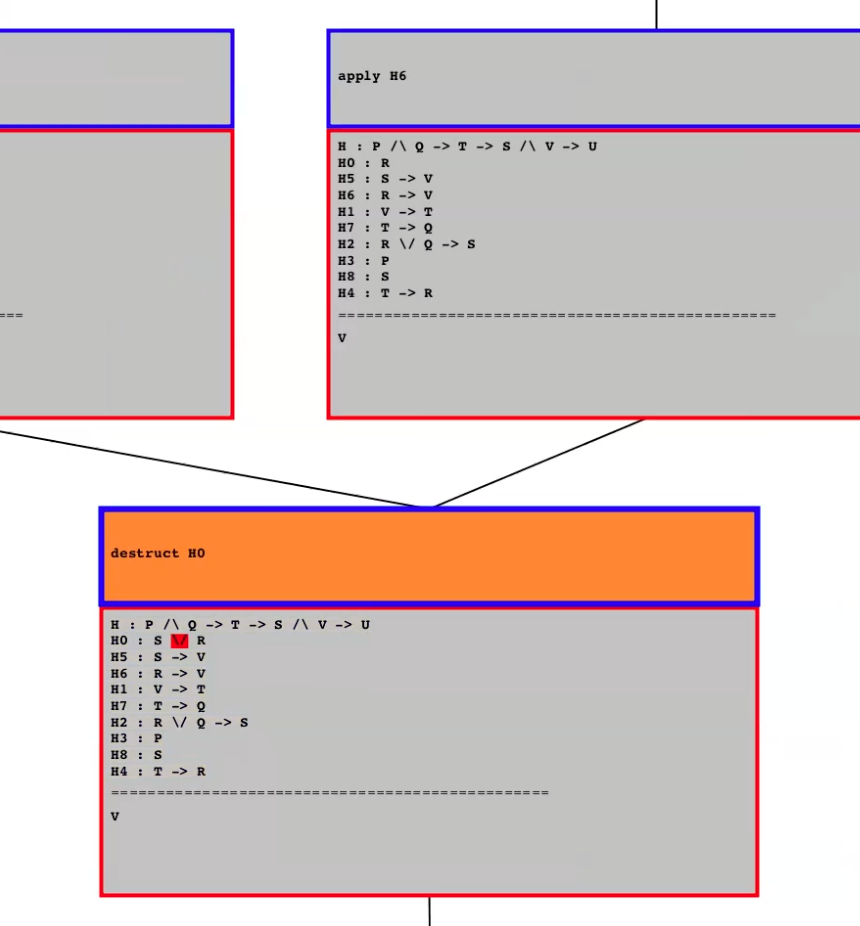 apply H6
H : P /\ Q -> T -> S /\ V -> U
H0 : R
H5 : S -> V
H6 : R -> V
H1 : V -> T
H7 : T -> Q
H2 : R \/ Q -> S
H3 : P
H8 : S
H4 : T -> R
===
================================================
V
destruct H0
H : P /\ Q -> T -> S /\ V -> U
H0 : S \/ R
H5 : S -> V
H6 : R -> V
H1 : V -> T
H7 : T -> Q
H2 : R \/ Q -> S
H3 : P
H8 : S
H4 : T -> R
================================================
V